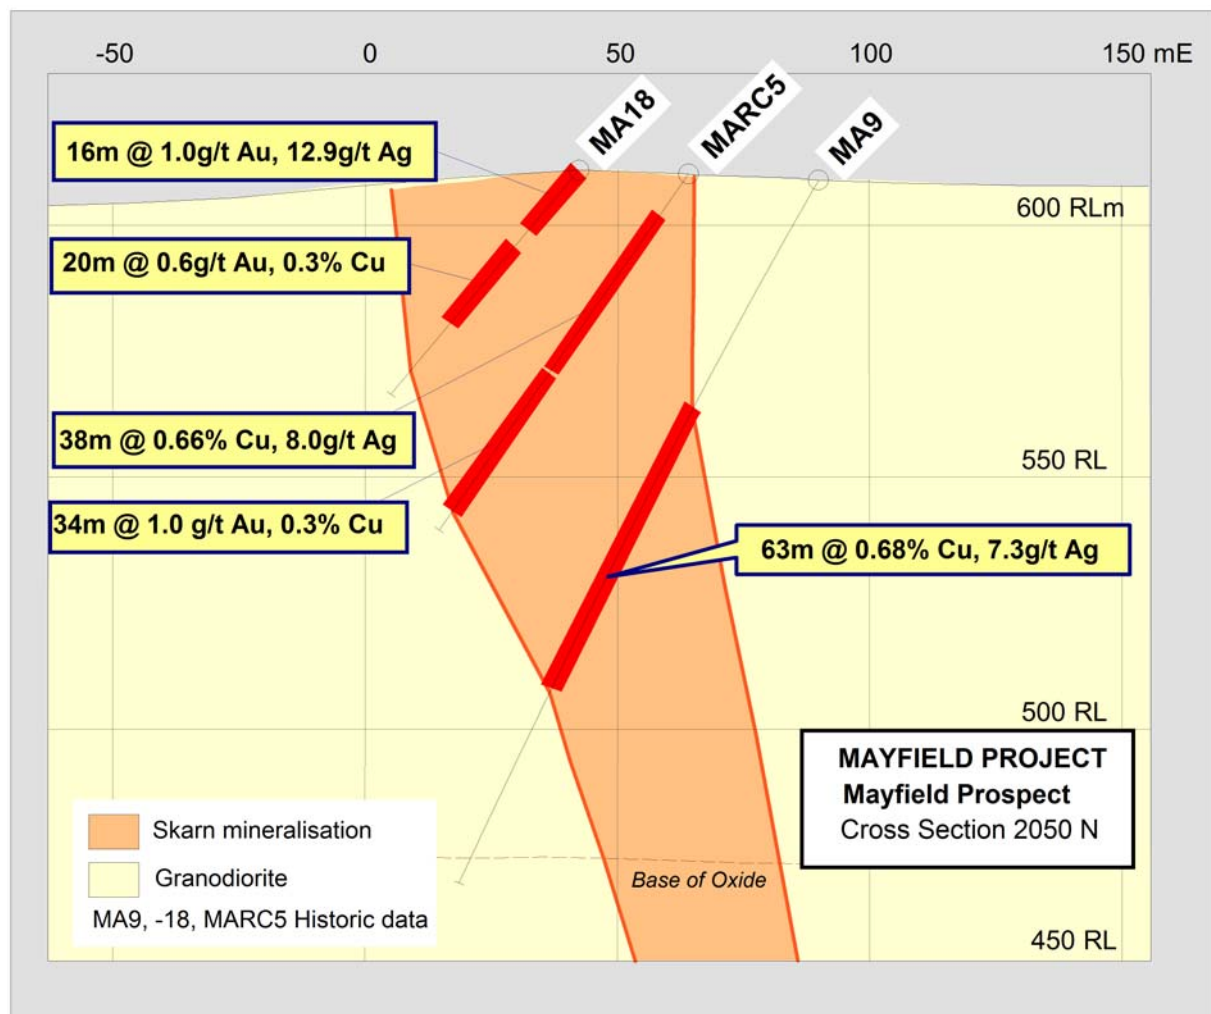 -50 0 50 100 150 mE
MA18
MARC5
MA9
16m @ 1.0g/t Au, 12.9g/t Ag
600 RLm
20m @ 0.6g/t Au, 0.3% Cu
38m @ 0.66% Cu, 8.0g/t Ag
550 RL
34m @ 1.0 g/t Au, 0.3% Cu
63m @ 0.68% Cu, 7.3g/t Ag
500 RL
MAYFIELD PROJECT
Mayfield Prospect
Cross Section 2050 N
Skarn mineralisation
Granodiorite
MA9, -18, MARC5 Historic data
Base of Oxide
450 RL